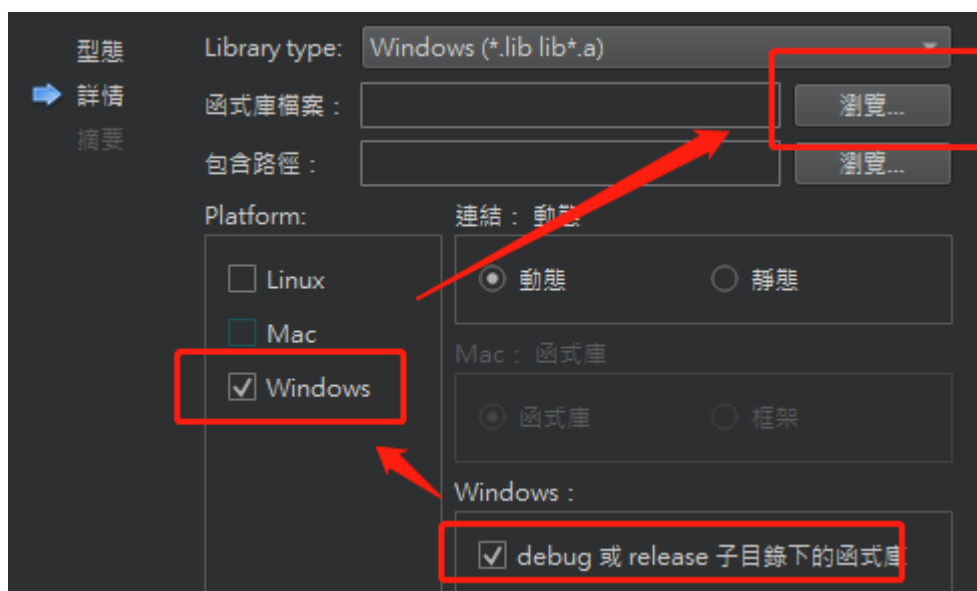 型態
詳情
摘要
Library type: Windows (*.lib lib*.a)
函式庫檔案： 瀏覽...
包含路徑： 瀏覽...
Platform:
Linux
Mac
Windows
連結： 動態
動態 靜態
Mac： 函式庫
函式庫 框架
Windows：
debug 或 release 子目錄下的函式庫